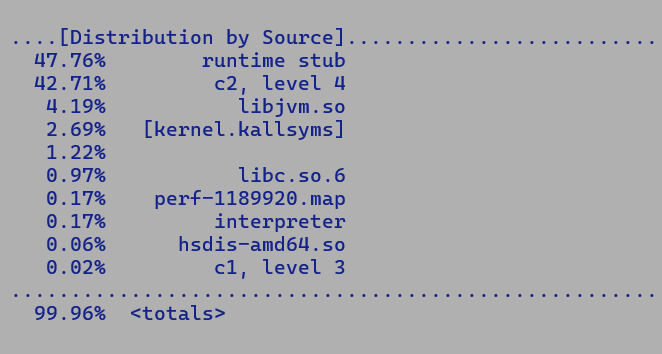 ....[Distribution by Source]..........................
47.76% runtime stub
42.71% c2, level 4
4.19% libjvm.so
2.69% [kernel.kallsyms]
1.22%
0.97% libc.so.6
0.17% perf-1189920.map
0.17% interpreter
0.06% hsdis-amd64.so
0.02% c1, level 3
......................................................
99.96% <totals>